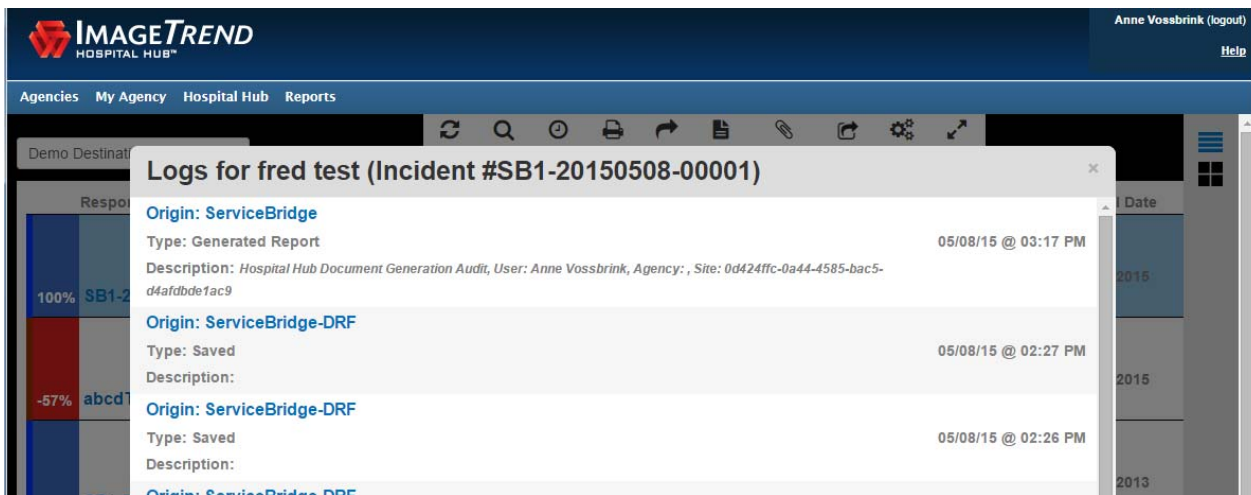 IMAGETREND
HOSPITAL HUB™
Anne Vossbrink (logout)
Help
Agencies My Agency Hospital Hub Reports
Demo Destinati
Logs for fred test (Incident #SB1-20150508-00001) ×
Respo
l Date
Origin: ServiceBridge
Type: Generated Report 05/08/15 @ 03:17 PM
Description: Hospital Hub Document Generation Audit, User: Anne Vossbrink, Agency: , Site: 0d424ffc-0a44-4585-bac5-
d4afdbde1ac9
100% SB1-2
2015
Origin: ServiceBridge-DRF
Type: Saved 05/08/15 @ 02:27 PM
Description:
-57% abcdT
2015
Origin: ServiceBridge-DRF
Type: Saved 05/08/15 @ 02:26 PM
Description:
2013
Origin: ServiceBridge-DRF